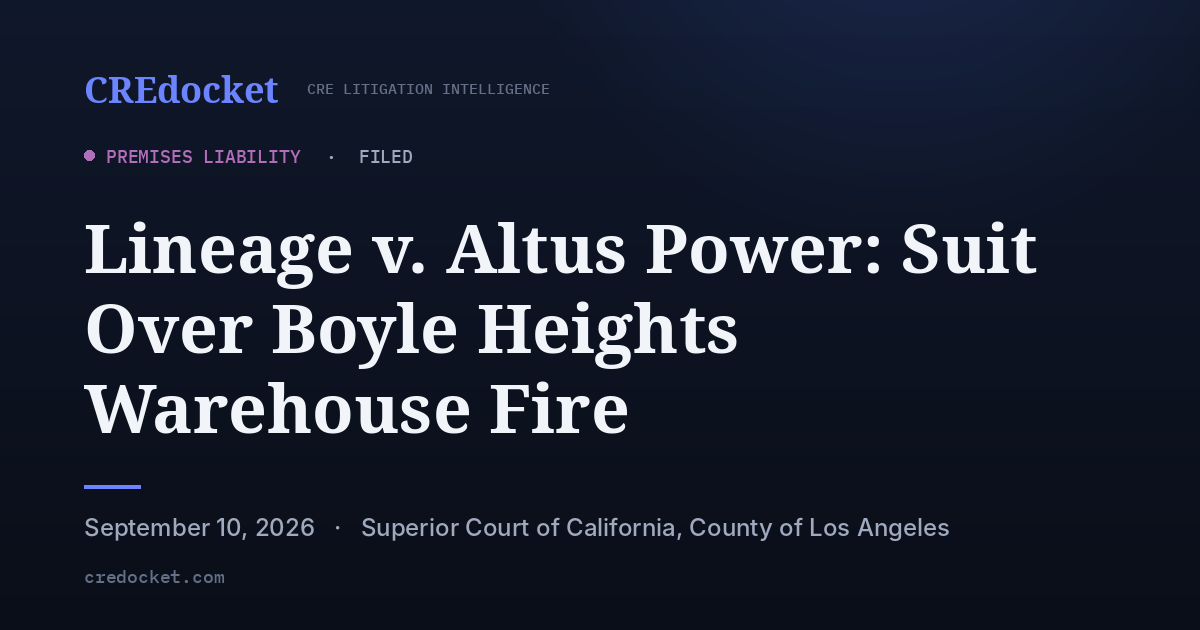 CREdocket CRE LITIGATION INTELLIGENCE
PREMISES LIABILITY · FILED
Lineage v. Altus Power: Suit
Over Boyle Heights
Warehouse Fire
September 10, 2026 · Superior Court of California, County of Los Angeles
credocket.com